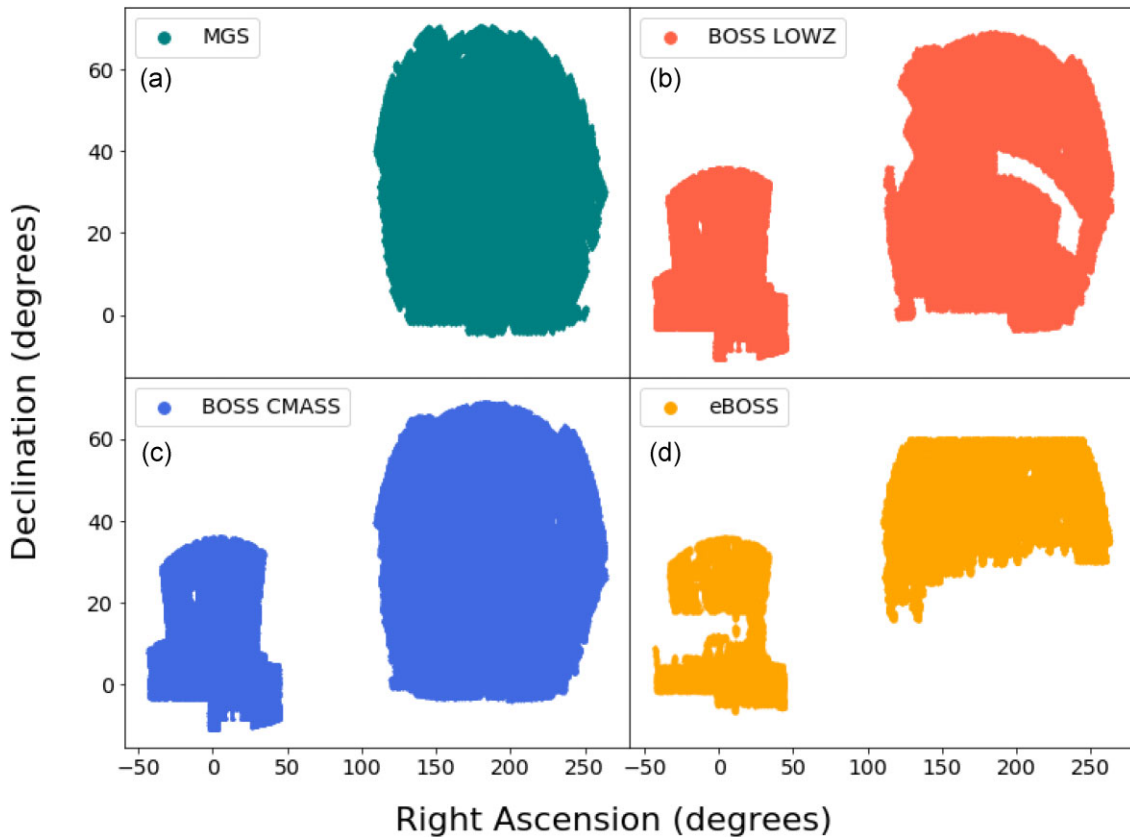 MGS
(a)
BOSS LOWZ
(b)
60
40
20
0
BOSS CMASS
(c)
eBOSS
(d)
60
40
20
0
−50 0 50 100 150 200 250
−50 0 50 100 150 200 250
Declination (degrees)
Right Ascension (degrees)